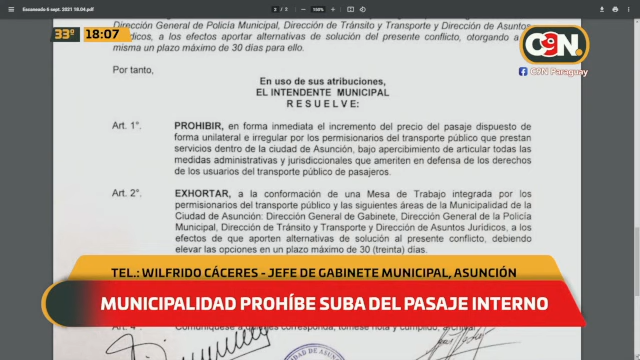 Escaneado 6 sept. 2021 18.04.pdf
2 / 2
150%
33º 18:07
C9N
C9N Paraguay
Dirección General de Policía Municipal, Dirección de Tránsito y Transporte y Dirección de Asuntos
Jurídicos, a los efectos aportar alternativas de solución del presente conflicto, otorgando a
misma un plazo máximo de 30 días para ello.
Por tanto,
En uso de sus atribuciones,
EL INTENDENTE MUNICIPAL
R E S U E L V E:
Art. 1°. PROHIBIR, en forma inmediata el incremento del precio del pasaje dispuesto de
forma unilateral e irregular por los permisionarios del transporte público que prestan
servicios dentro de la ciudad de Asunción, bajo apercibimiento de articular todas las
medidas administrativas y jurisdiccionales que ameriten en defensa de los derechos
de los usuarios del transporte público de pasajeros.
Art. 2°. EXHORTAR, a la conformación de una Mesa de Trabajo integrada por los
permisionarios del transporte público y las siguientes áreas de la Municipalidad de la
Ciudad de Asunción: Dirección General de Gabinete, Dirección General de la Policía
Municipal, Dirección de Tránsito y Transporte y Dirección de Asuntos Jurídicos, a los
efectos de que aporten alternativas de solución al presente conflicto, debiendo
elevar las opciones en un plazo máximo de 30 (treinta) días.
TEL.: WILFRIDO CÁCERES - JEFE DE GABINETE MUNICIPAL, ASUNCIÓN
MUNICIPALIDAD PROHÍBE SUBA DEL PASAJE INTERNO
Art. 4°
DAD DE ASUN